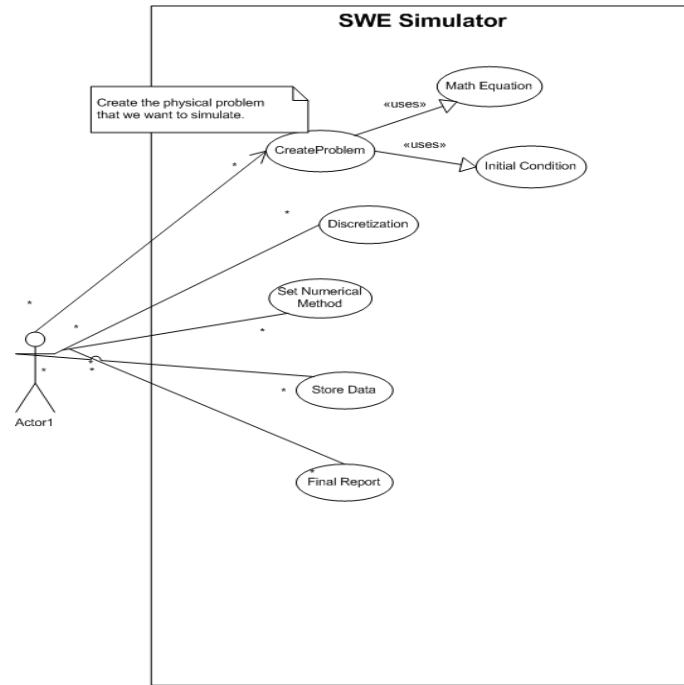 SWE Simulator
Math Equation
Create the physical problem
that we want to simulate.
«uses»
CreateProblem
«uses»
Initial Condition
*
*
Discretization
Set Numerical
Method
*
*
*
*
*
*
Store Data
*
Actor1
*
Final Report